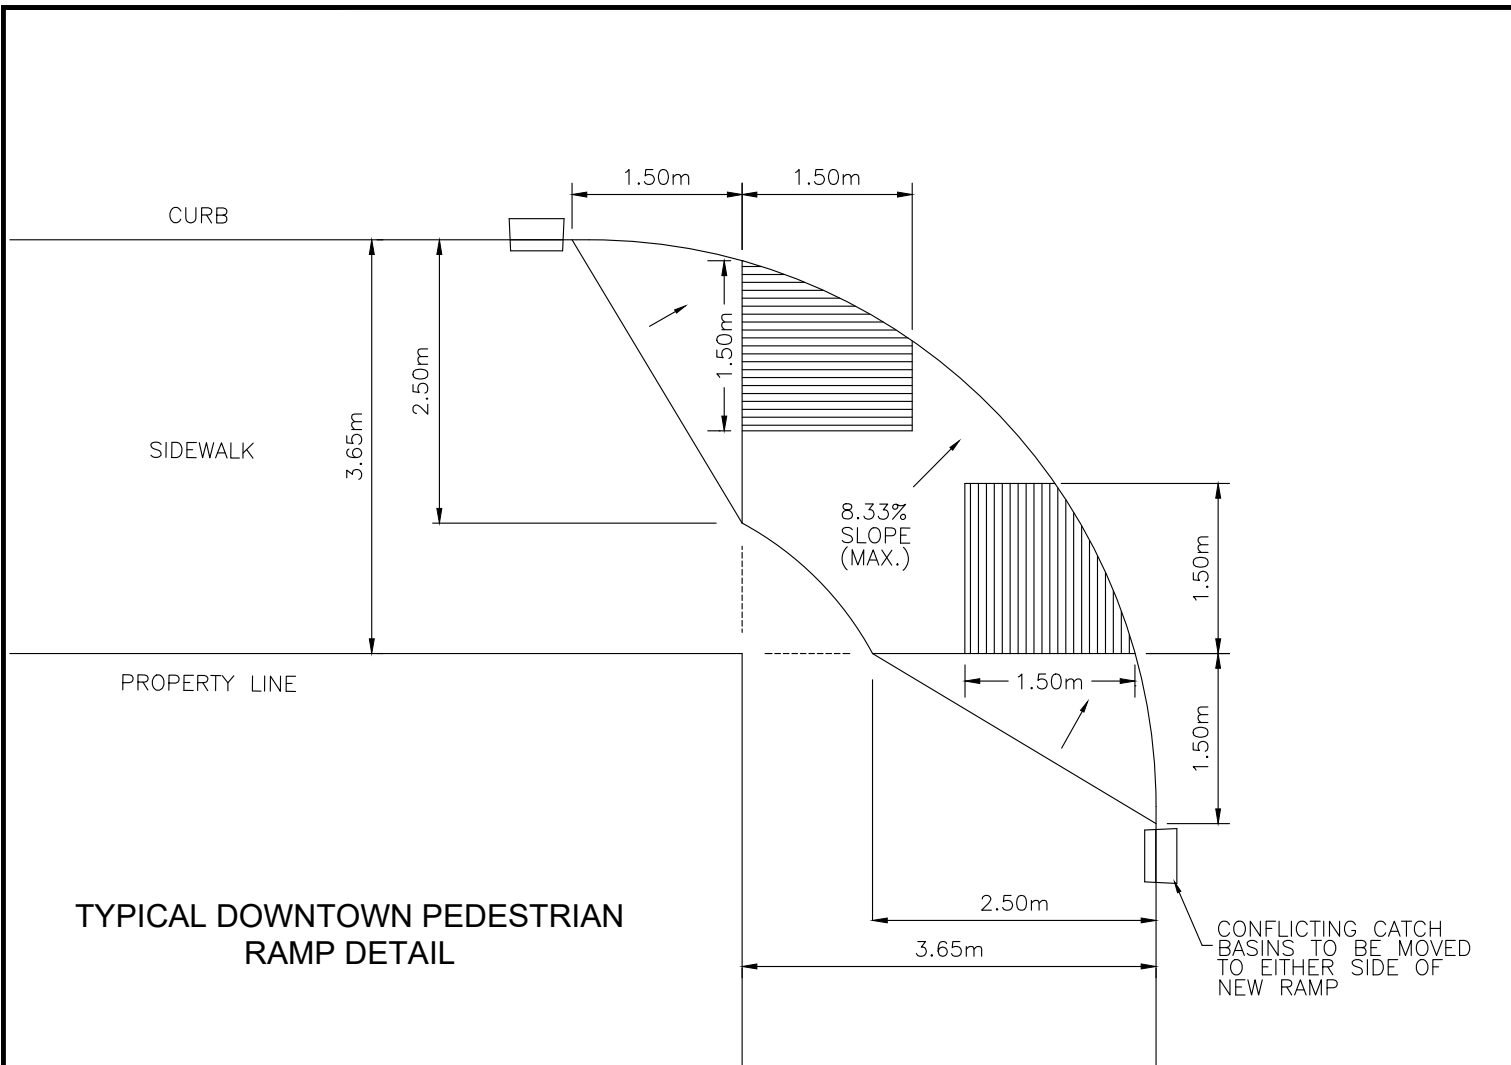 1.50m
1.50m
CURB
1.50m
2.50m
3.65m
SIDEWALK
8.33%
SLOPE
(MAX.)
1.50m
PROPERTY LINE
1.50m
1.50m
TYPICAL DOWNTOWN PEDESTRIAN
RAMP DETAIL
2.50m
3.65m
CONFLICTING CATCH
BASINS TO BE MOVED
TO EITHER SIDE OF
NEW RAMP